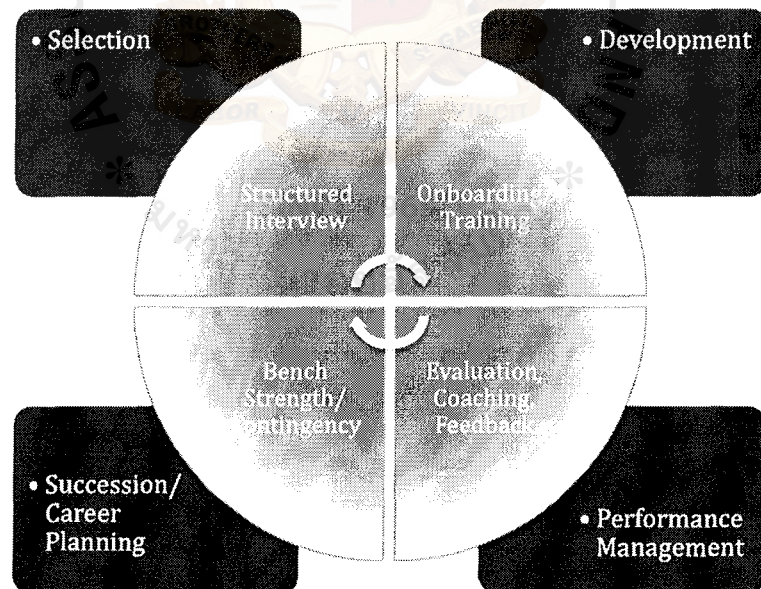 • Selection
• Development
Structured
Interview
Onboarding
Training
Bench
Strength/
Contingency
Evaluation,
Coaching,
Feedback
• Succession/
Career
Planning
• Performance
Management